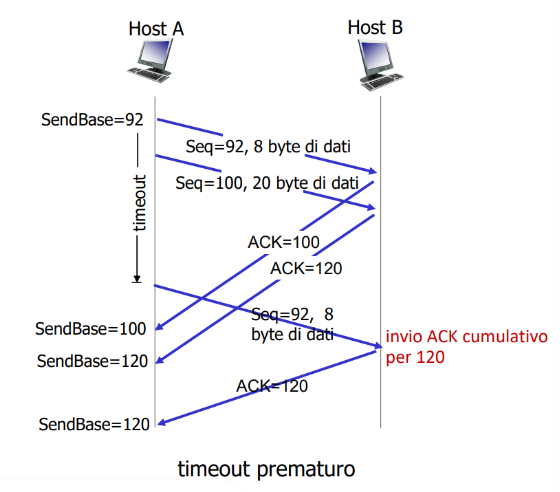 Host A
Host B
SendBase=92
Seq=92, 8 byte di dati
Seq=100, 20 byte di dati
timeout
ACK=100
ACK=120
Seq=92, 8
byte di dati
SendBase=100
SendBase=120
invio ACK cumulativo
per 120
ACK=120
SendBase=120
timeout prematuro